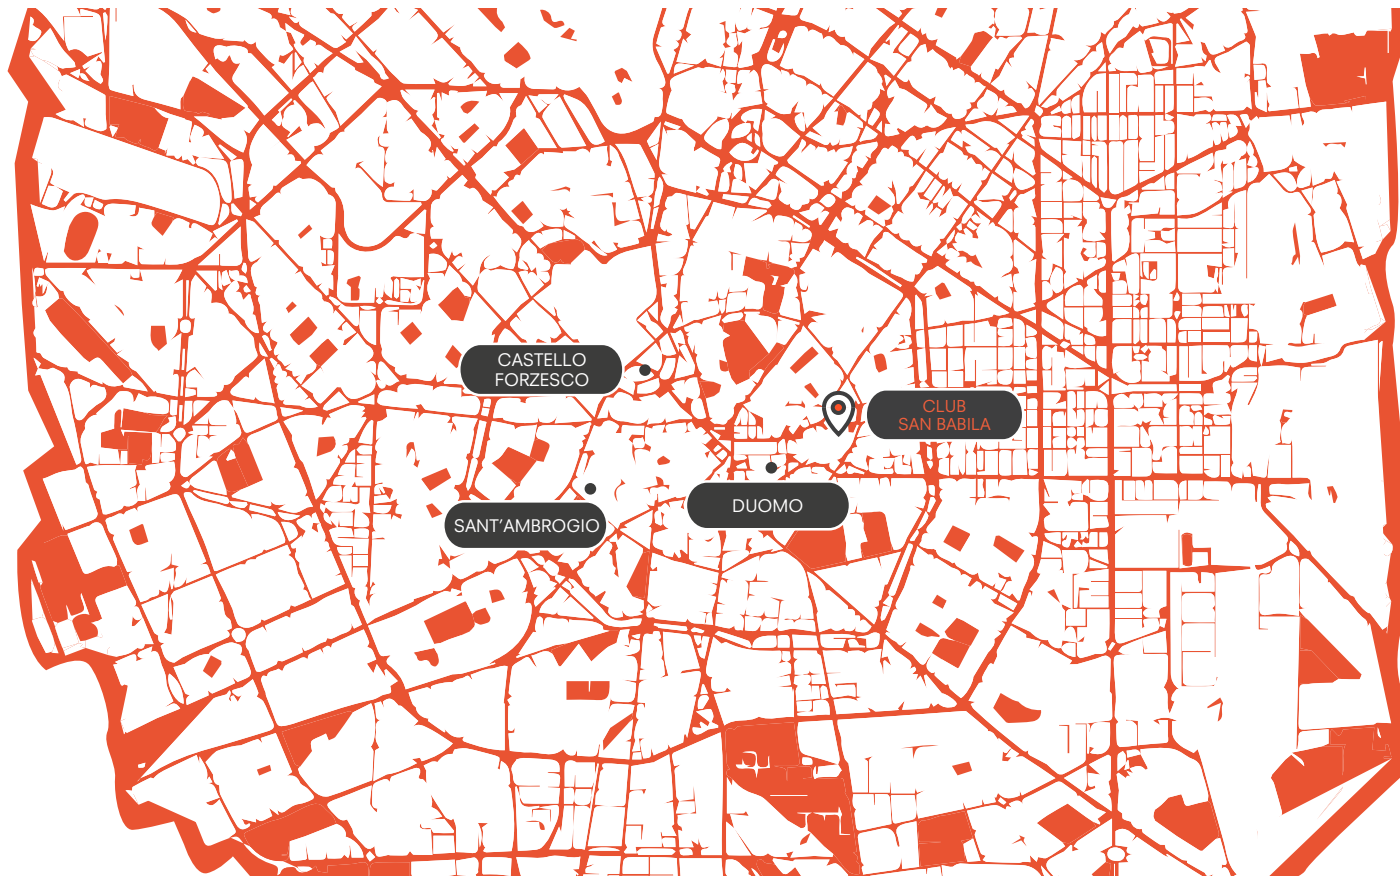 CASTELLO
FORZESCO
CLUB
SAN BABILA
DUOMO
SANT'AMBROGIO